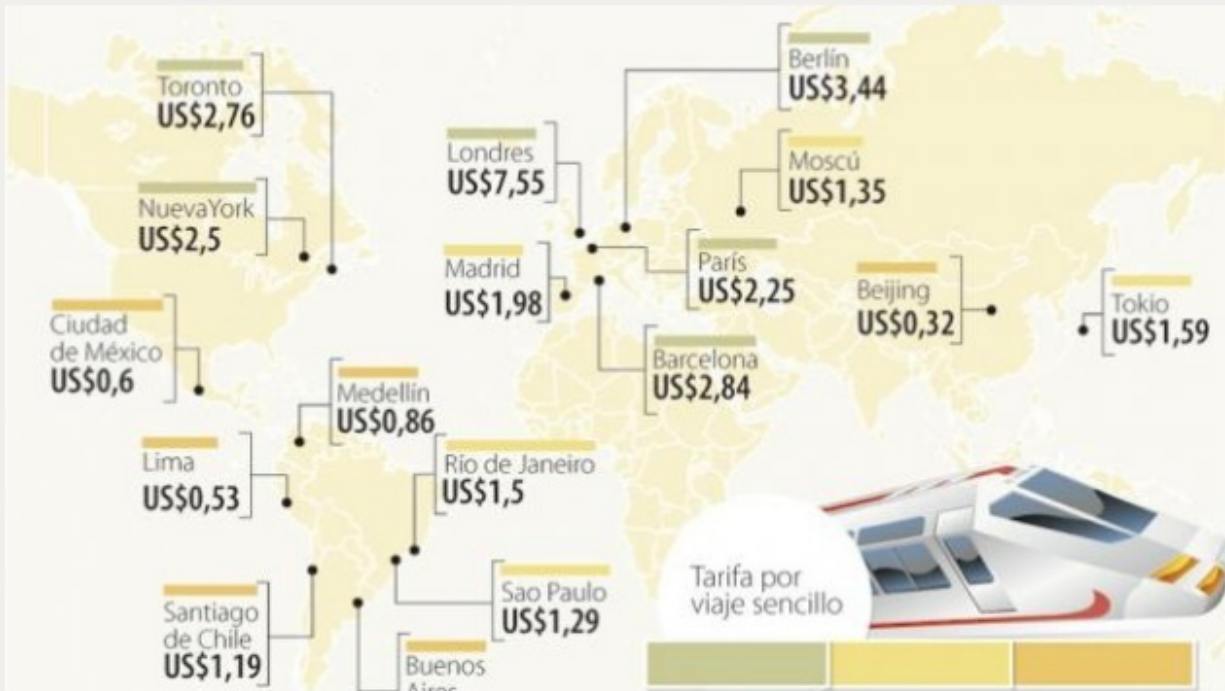 Toronto
US$2,76
NuevaYork
US$2,5
Ciudad
de México
US$0,6
Lima
US$0,53
Santiago
de Chile
US$1,19
Medellín
US$0,86
Río de Janeiro
US$1,5
Sao Paulo
US$1,29
Buenos
Aires
Londres
US$7,55
Madrid
US$1,98
Berlín
US$3,44
Moscú
US$1,35
París
US$2,25
Barcelona
US$2,84
Beijing
US$0,32
Tokio
US$1,59
Tarifa por
viaje sencillo